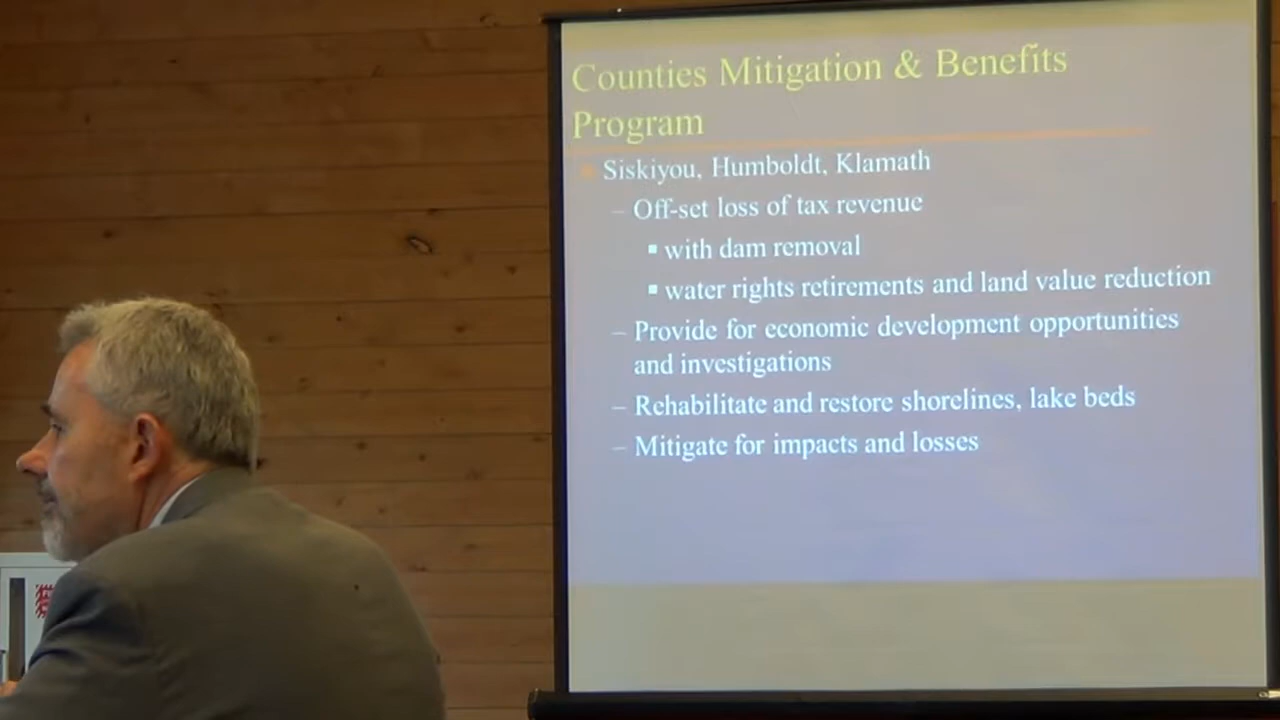 Counties Mitigation & Benefits
Program
Siskiyou, Humboldt, Klamath
– Off-set loss of tax revenue
▪ with dam removal
▪ water rights retirements and land value reduction
– Provide for economic development opportunities
and investigations
– Rehabilitate and restore shorelines, lake beds
– Mitigate for impacts and losses